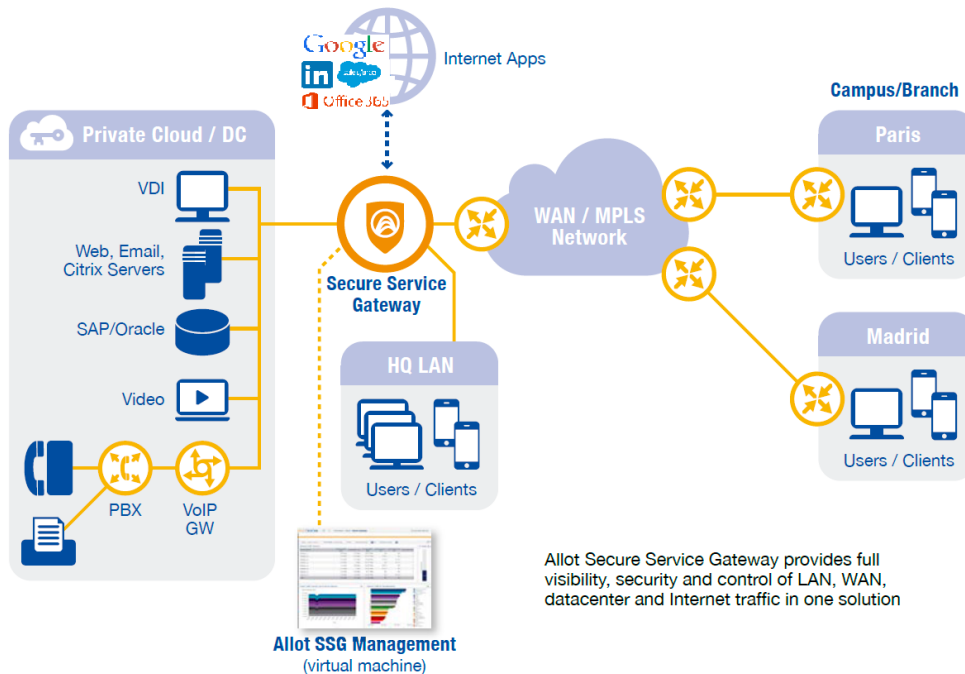 Google
in
salesforce
Office 365
Internet Apps
Campus/Branch
Private Cloud / DC
Paris
VDI
WAN / MPLS
Network
Web, Email,
Citrix Servers
Secure Service
Gateway
Users / Clients
SAP/Oracle
Madrid
HQ LAN
Video
Users / Clients
Users / Clients
PBX
VoIP
GW
Allot Secure Service Gateway provides full
visibility, security and control of LAN, WAN,
datacenter and Internet traffic in one solution
Allot SSG Management
(virtual machine)